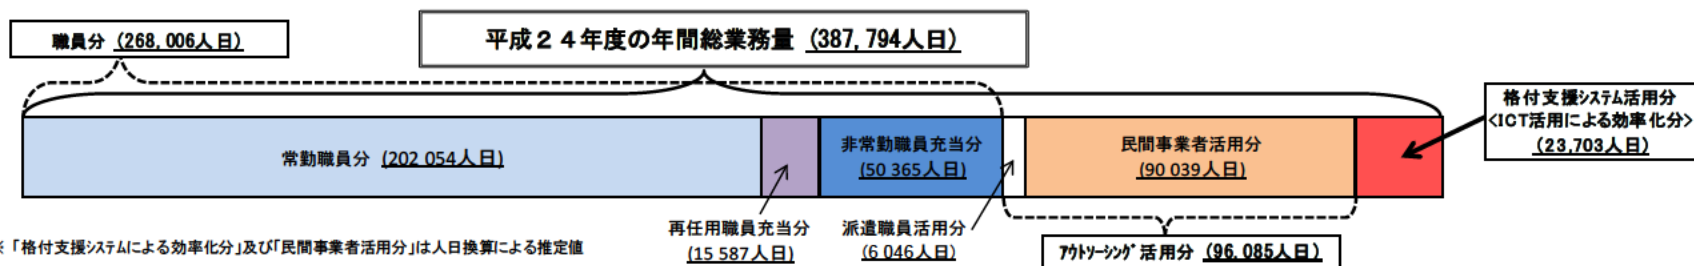 職員分 (268,006人日)
平成24年度の年間総業務量 (387,794人日)
格付支援ｼｽﾃﾑ活用分
<ICT活用による効率化分>
(23,703人日)
常勤職員分 (202 054人日)
非常勤職員充当分
(50 365人日)
民間事業者活用分
(90 039人日)
再任用職員充当分
(15 587人日)
派遣職員活用分
(6 046人日)
ｱｳﾄｿｰｼﾝｸﾞ活用分 (96,085人日)
※「格付支援ｼｽﾃﾑによる効率化分」及び「民間事業者活用分」は人日換算による推定値